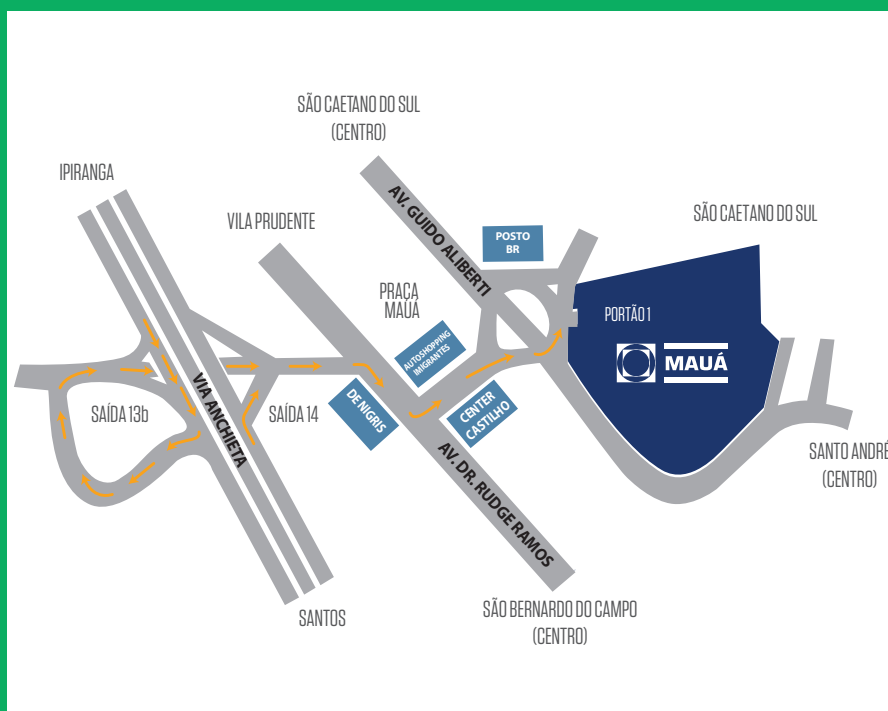 SÃO CAETANO DO SUL
(CENTRO)
IPIRANGA
VILA PRUDENTE
SÃO CAETANO DO SUL
AV. GUIDO ALIBERTI
POSTO
BR
PRAÇA
MAUÁ
PORTÃO 1
AUTOSHOPPING
IMIGRANTES
MAUÁ
VIA ANCHIETA
SAÍDA 13b
SAÍDA 14
DE NIGRIS
CENTER
CASTILHO
AV. DR. RUDGE RAMOS
SANTO ANDRÉ
(CENTRO)
SANTOS
SÃO BERNARDO DO CAMPO
(CENTRO)